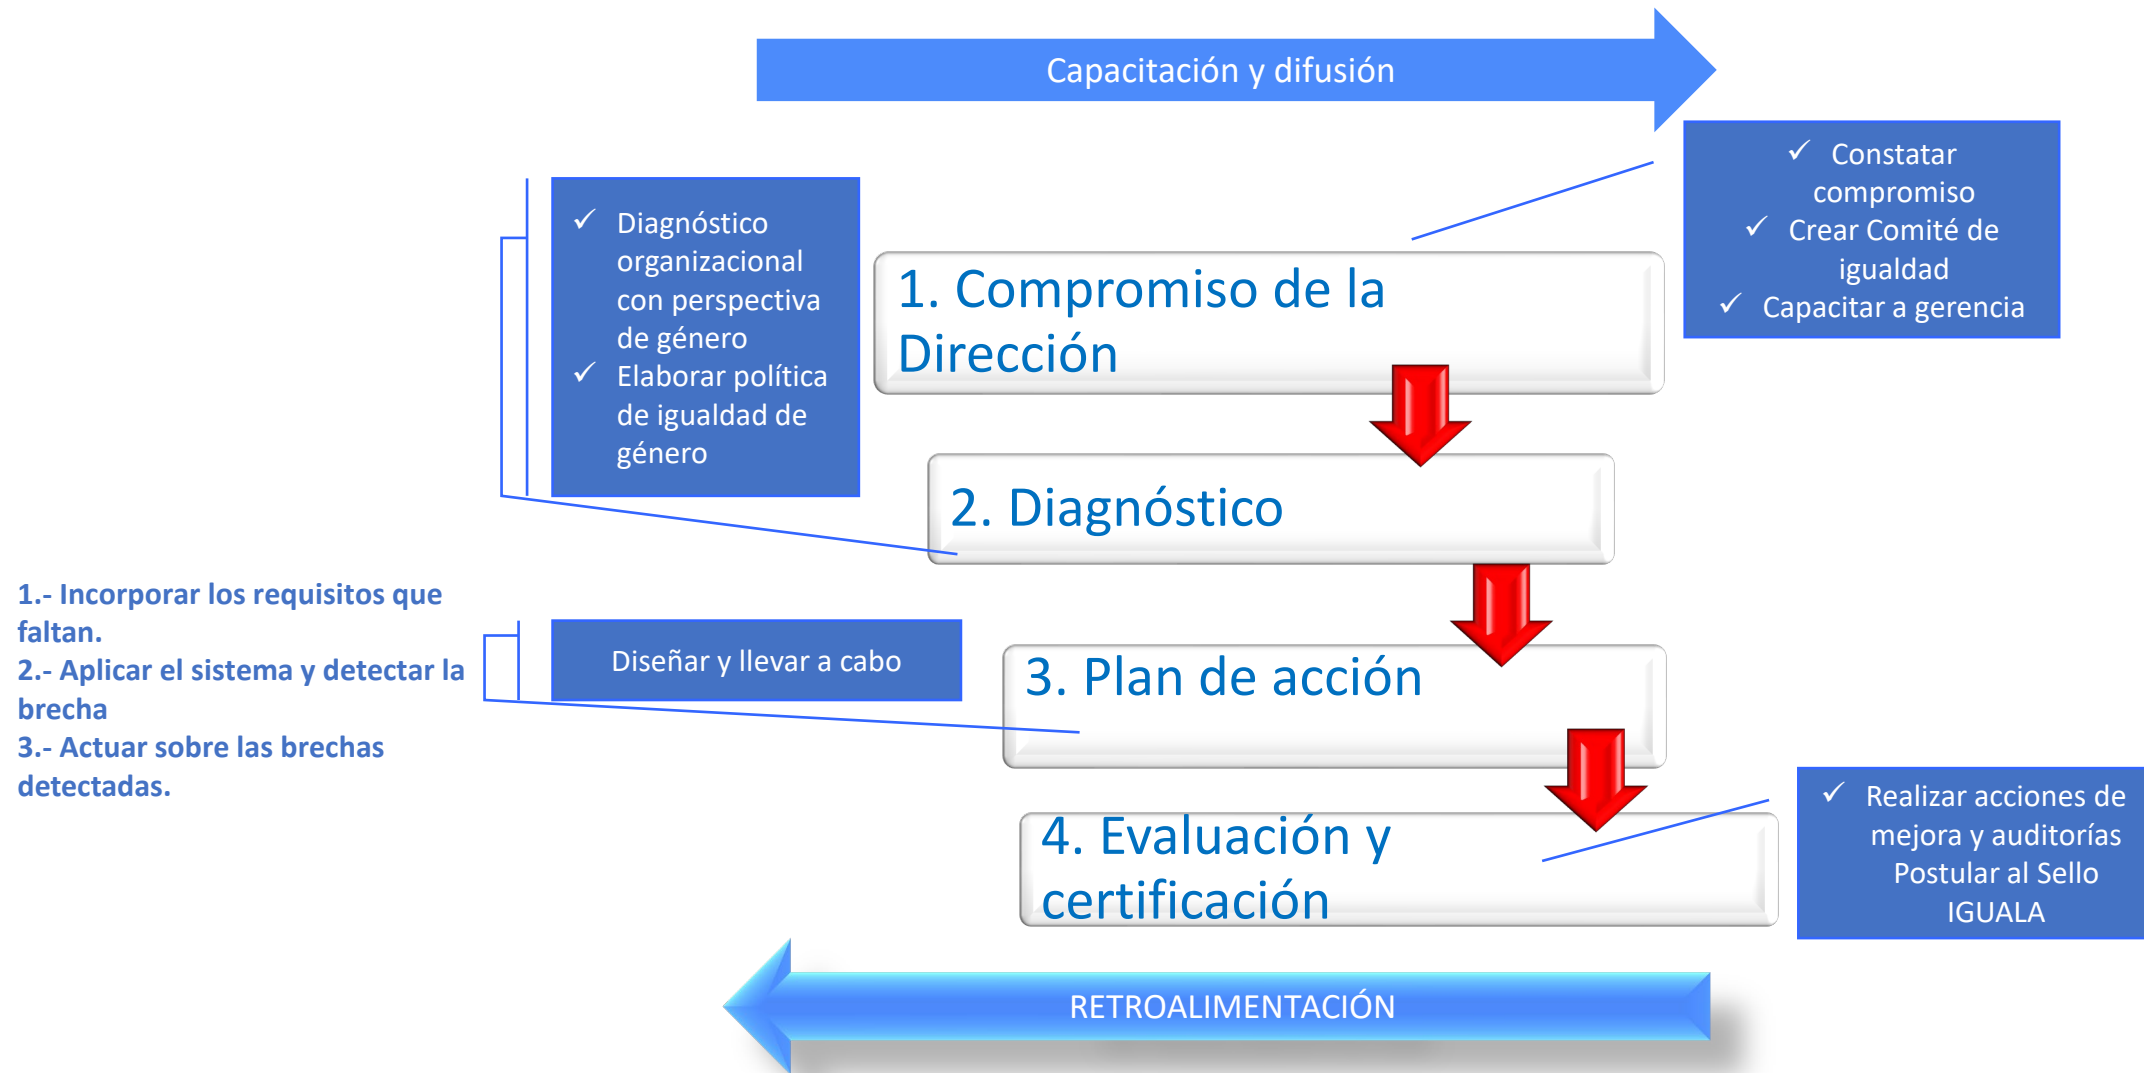 Capacitación y difusión
✓ Constatar
compromiso
✓ Crear Comité de
igualdad
✓ Capacitar a gerencia
✓ Diagnóstico
organizacional
con perspectiva
de género
✓ Elaborar política
de igualdad de
género
1. Compromiso de la
Dirección
2. Diagnóstico
1.- Incorporar los requisitos que
faltan.
2.- Aplicar el sistema y detectar la
brecha
3.- Actuar sobre las brechas
detectadas.
Diseñar y llevar a cabo
3. Plan de acción
4. Evaluación y
certificación
✓ Realizar acciones de
mejora y auditorías
Postular al Sello
IGUALA
RETROALIMENTACIÓN